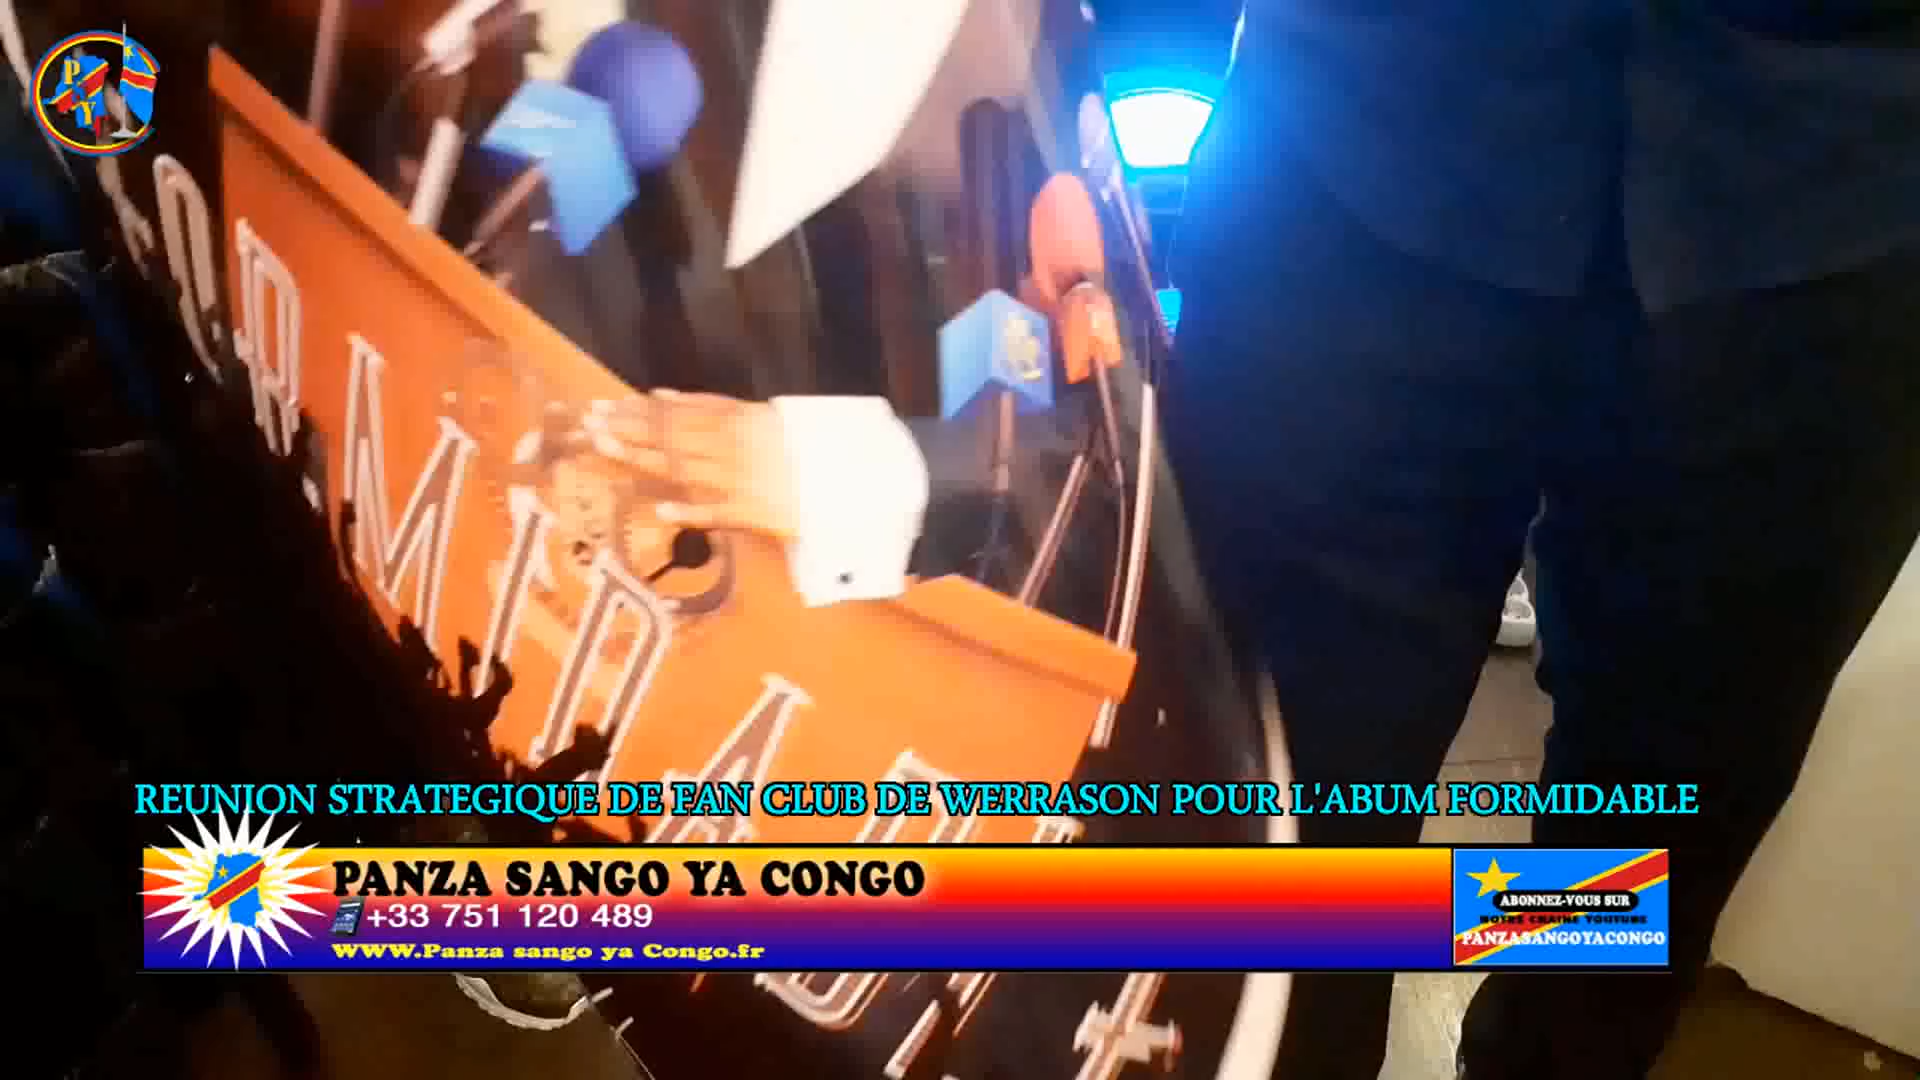 P
Y
FORMIDABLE
REUNION STRATEGIQUE DE FAN CLUB DE WERRASON POUR L'ABUM FORMIDABLE
PANZA SANGO YA CONGO
+33 751 120 489
WWW.Panza sango ya Congo.fr
ABONNEZ-VOUS SUR
NOTRE CHAINE YOUTUBE
PANZASANGOYACONGO